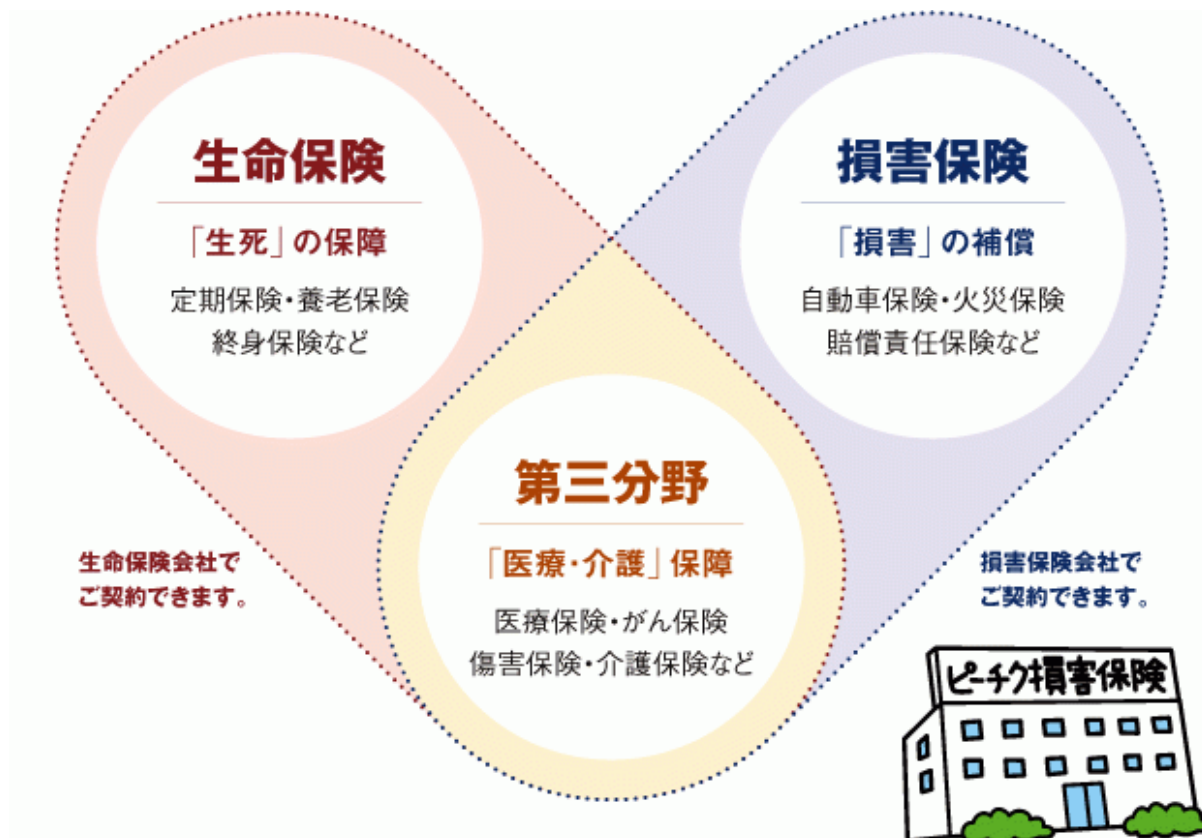 生命保険
「生死」の保障
定期保険・養老保険
終身保険など
損害保険
「損害」の補償
自動車保険・火災保険
賠償責任保険など
第三分野
「医療・介護」保障
医療保険・がん保険
傷害保険・介護保険など
生命保険会社で
ご契約できます。
損害保険会社で
ご契約できます。
ピーチク損害保険